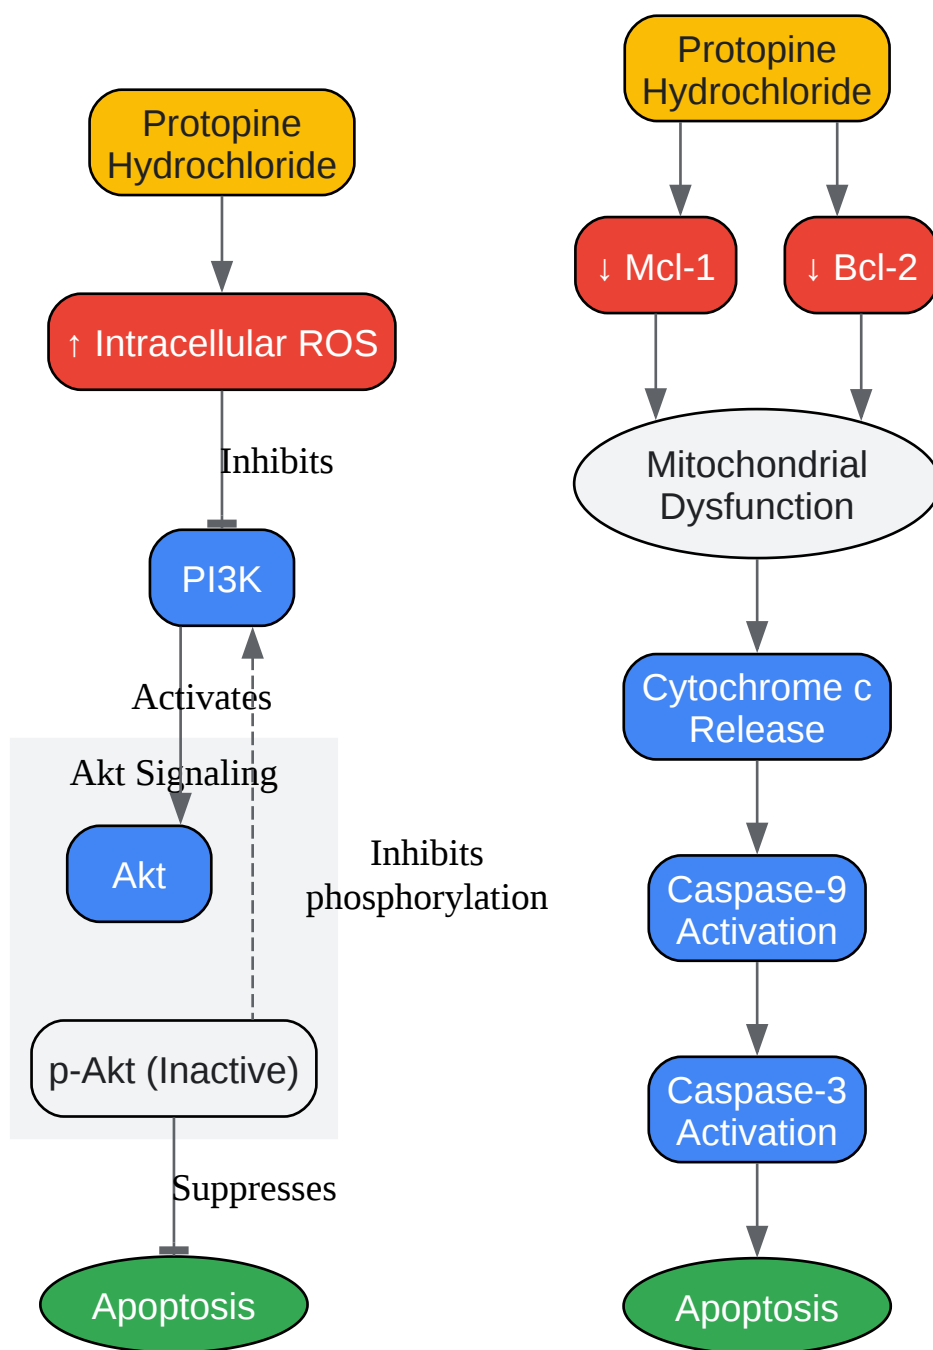 Protopine
Hydrochloride
↑ Intracellular ROS
Inhibits
PI3K
Activates
Akt Signaling
Akt
Inhibits
phosphorylation
p-Akt (Inactive)
Suppresses
Apoptosis
Protopine
Hydrochloride
↓ Mcl-1
↓ Bcl-2
Mitochondrial
Dysfunction
Cytochrome c
Release
Caspase-9
Activation
Caspase-3
Activation
Apoptosis